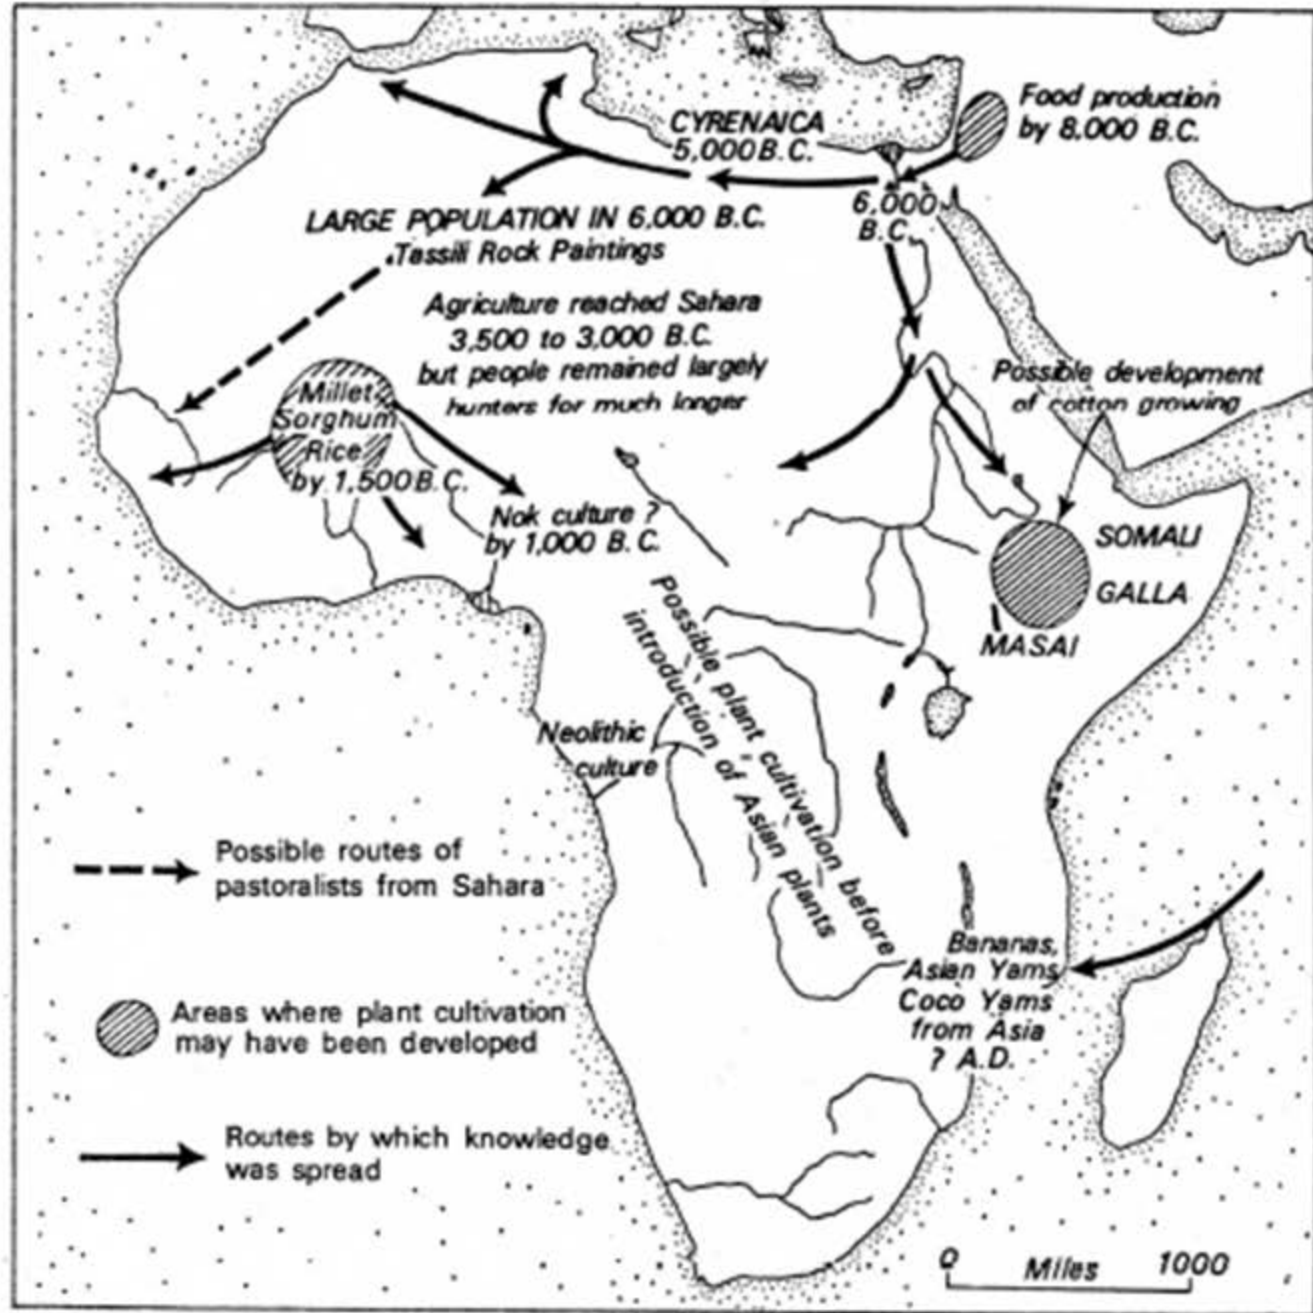 Food production
by 8,000 B.C.
CYRENAICA
5,000 B.C.
6,000
B.C.
LARGE POPULATION IN 6,000 B.C.
Tassili Rock Paintings
Agriculture reached Sahara
3,500 to 3,000 B.C.
but people remained largely
hunters for much longer
Possible development
of cotton growing
Millet
Sorghum
Rice
by 1,500 B.C.
Nok culture ?
by 1,000 B.C.
SOMALI
GALLA
MASAI
Possible plant cultivation before
introduction of Asian plants
Neolithic
culture
Possible routes of
pastoralists from Sahara
Bananas,
Asian Yams
Coco Yams
from Asia
? A.D.
Areas where plant cultivation
may have been developed
Routes by which knowledge
was spread
0 Miles 1000